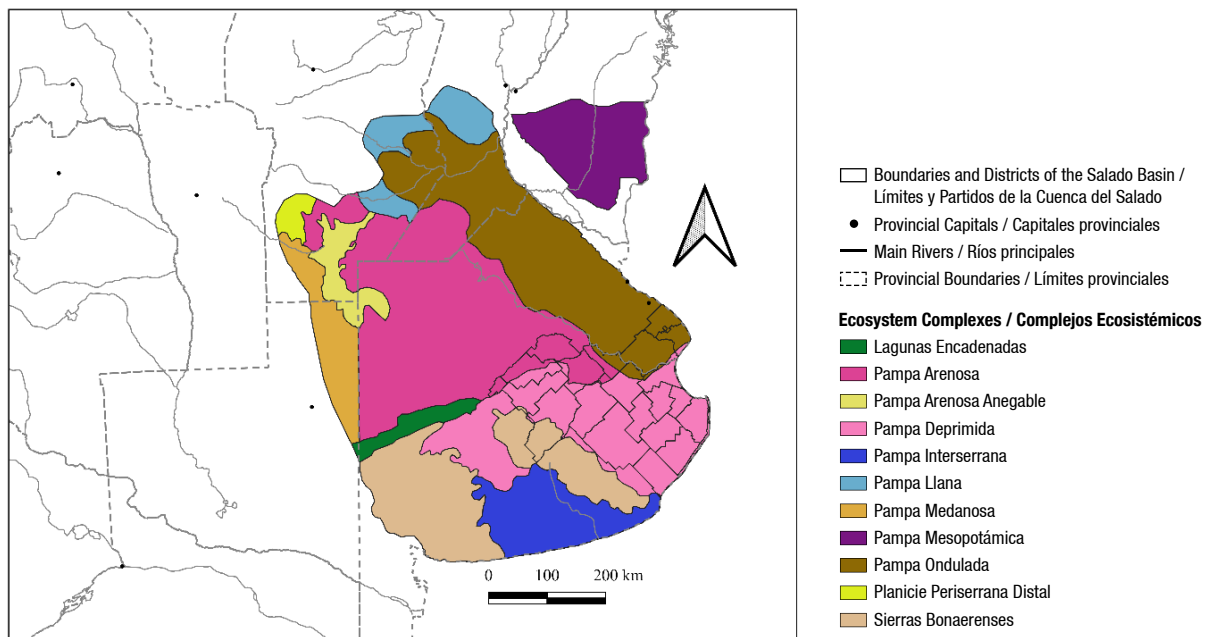 Boundaries and Districts of the Salado Basin /
Límites y Partidos de la Cuenca del Salado
Provincial Capitals / Capitales provinciales
Main Rivers / Ríos principales
Provincial Boundaries / Límites provinciales
Ecosystem Complexes / Complejos Ecosistémicos
Lagunas Encadenadas
Pampa Arenosa
Pampa Arenosa Anegable
Pampa Deprimida
Pampa Interserrana
Pampa Llana
Pampa Medanosa
Pampa Mesopotámica
Pampa Ondulada
Planicie Periserrana Distal
Sierras Bonaerenses
0 100 200 km